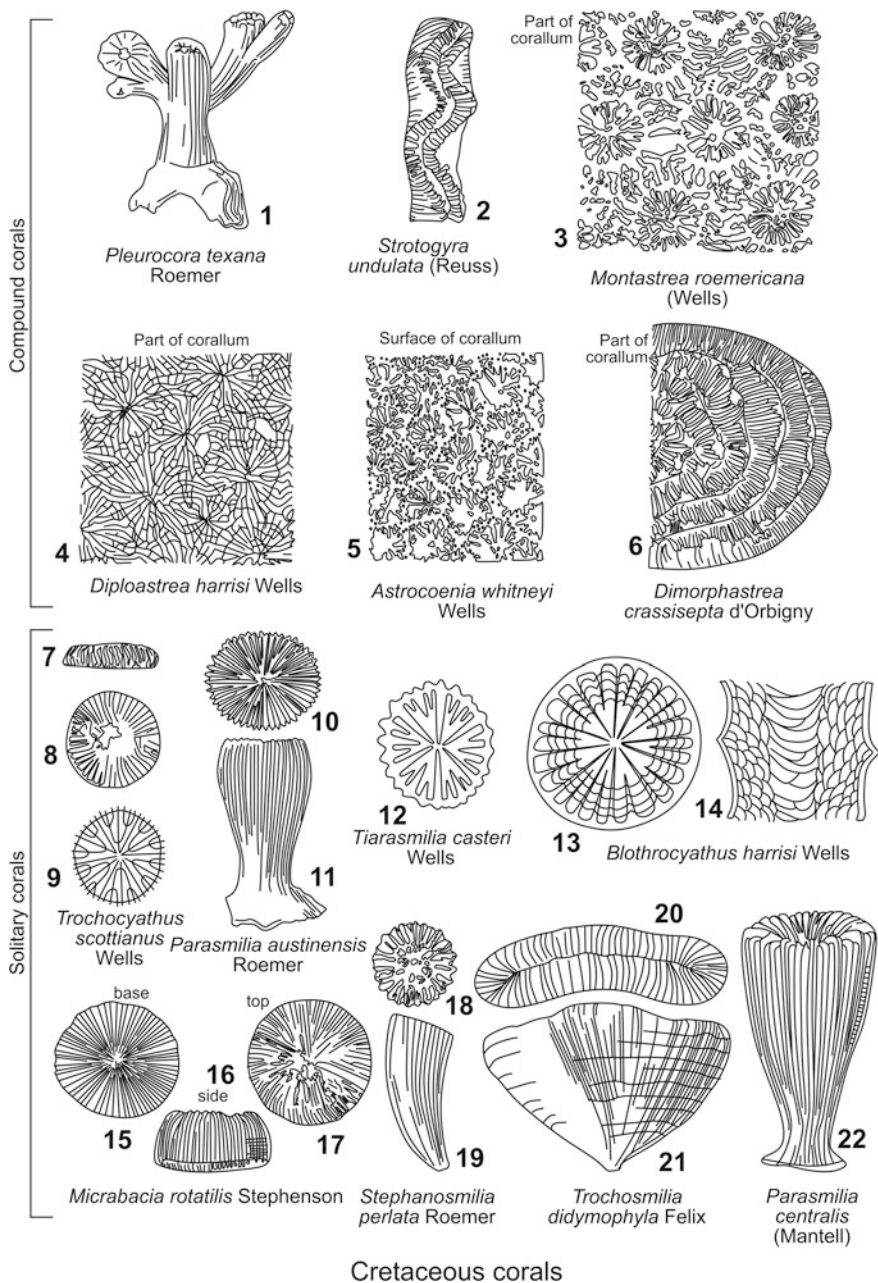 Compound corals
1
Pleurocora texana
Roemer
2
Strotogyra
undulata (Reuss)
Part of
corallum
3
Montastrea roemericana
(Wells)
Part of corallum
4
Diploastrea harrisi Wells
Surface of corallum
5
Astrocoenia whitneyi
Wells
Part of
corallum
6
Dimorphastrea
crassisepta d'Orbigny
Solitary corals
7
8
9
Trochocyathus
scottianus
Wells
10
11
Parasmilia austinensis
Roemer
12
Tiarasmilia casteri
Wells
13
14
Blothrocyathus harrisi Wells
base
15
16
side
top
17
Micrabacia rotatilis Stephenson
18
19
Stephanosmilia
perlata Roemer
20
21
Trochosmilia
didymophyla Felix
22
Parasmilia
centralis
(Mantell)
Cretaceous corals